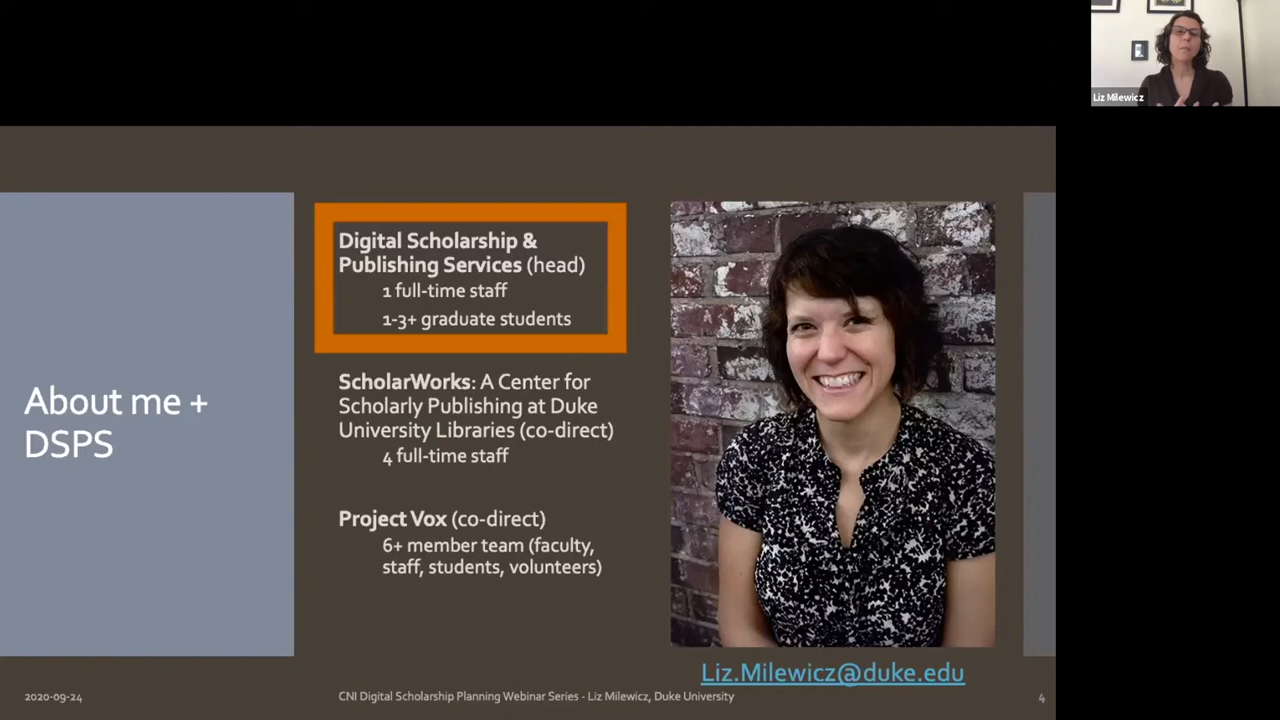 Liz Milewicz
About me +
DSPS
Digital Scholarship &
Publishing Services (head)
1 full-time staff
1-3+ graduate students
ScholarWorks: A Center for
Scholarly Publishing at Duke
University Libraries (co-direct)
4 full-time staff
Project Vox (co-direct)
6+ member team (faculty,
staff, students, volunteers)
Liz.Milewicz@duke.edu
2020-09-24
CNI Digital Scholarship Planning Webinar Series - Liz Milewicz, Duke University
4